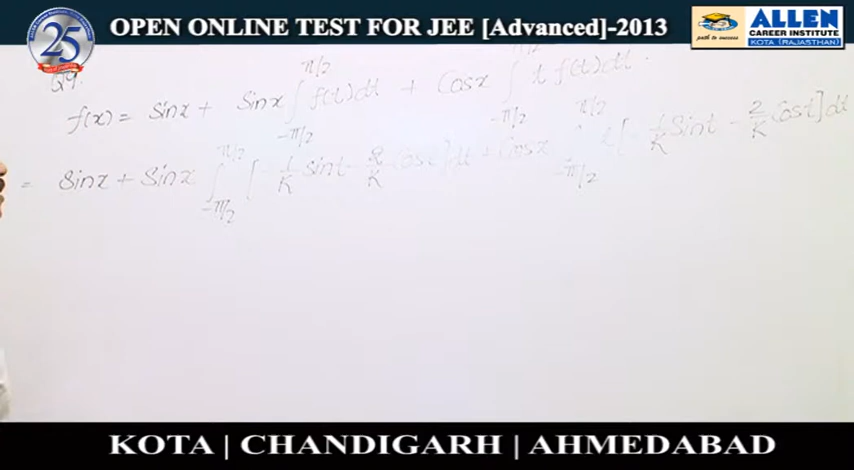 25
OPEN ONLINE TEST FOR JEE [Advanced]-2013
path to success
ALLEN
CAREER INSTITUTE
KOTA (RAJASTHAN)
Q9.
f(x) = Sinx + Sinx ∫_{-π/2}^{π/2} f(t)dt + Cosx ∫_{-π/2}^{π/2} t f(t)dt.
= Sinx + Sinx ∫_{-π/2}^{π/2} [-1/K Sint - 2/K Cost]dt + Cosx ∫_{-π/2}^{π/2} t[-1/K Sint - 2/K Cost]dt
KOTA | CHANDIGARH | AHMEDABAD